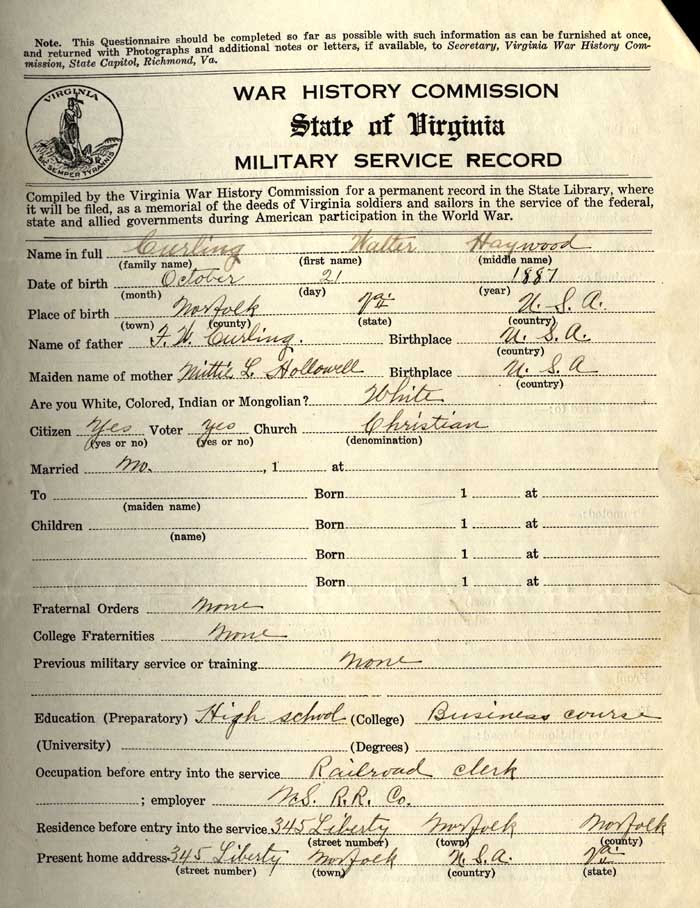 Note. This Questionnaire should be completed so far as possible with such information as can be furnished at once,
and returned with Photographs and additional notes or letters, if available, to Secretary, Virginia War History Com-
mission, State Capitol, Richmond, Va.
VIRGINIA
SIC SEMPER TYRANNIS
WAR HISTORY COMMISSION
State of Virginia
MILITARY SERVICE RECORD
Compiled by the Virginia War History Commission for a permanent record in the State Library, where
it will be filed, as a memorial of the deeds of Virginia soldiers and sailors in the service of the federal,
state and allied governments during American participation in the World War.
Name in full Curling Walter Haywood
(family name) (first name) (middle name)
Date of birth October 21 1887
(month) (day) (year)
Place of birth Norfolk Va. U. S. A.
(town) (county) (state) (country)
Name of father F. W. Curling. Birthplace U. S. A.
(country)
Maiden name of mother Mittie L. Hollowell Birthplace U. S. A
(country)
Are you White, Colored, Indian or Mongolian? White
Citizen Yes Voter Yes Church Christian
(yes or no) (yes or no) (denomination)
Married No. , 1 at
To Born 1 at
(maiden name)
Children Born 1 at
(name)
Born 1 at
Born 1 at
Fraternal Orders None
College Fraternities None
Previous military service or training None
Education (Preparatory) High school (College) Business course
(University) (Degrees)
Occupation before entry into the service Railroad clerk
; employer N.S. R.R. Co.
Residence before entry into the service 345 Liberty Norfolk Norfolk
(street number) (town) (county)
Present home address 345 Liberty Norfolk U.S.A. Va.
(street number) (town) (country) (state)